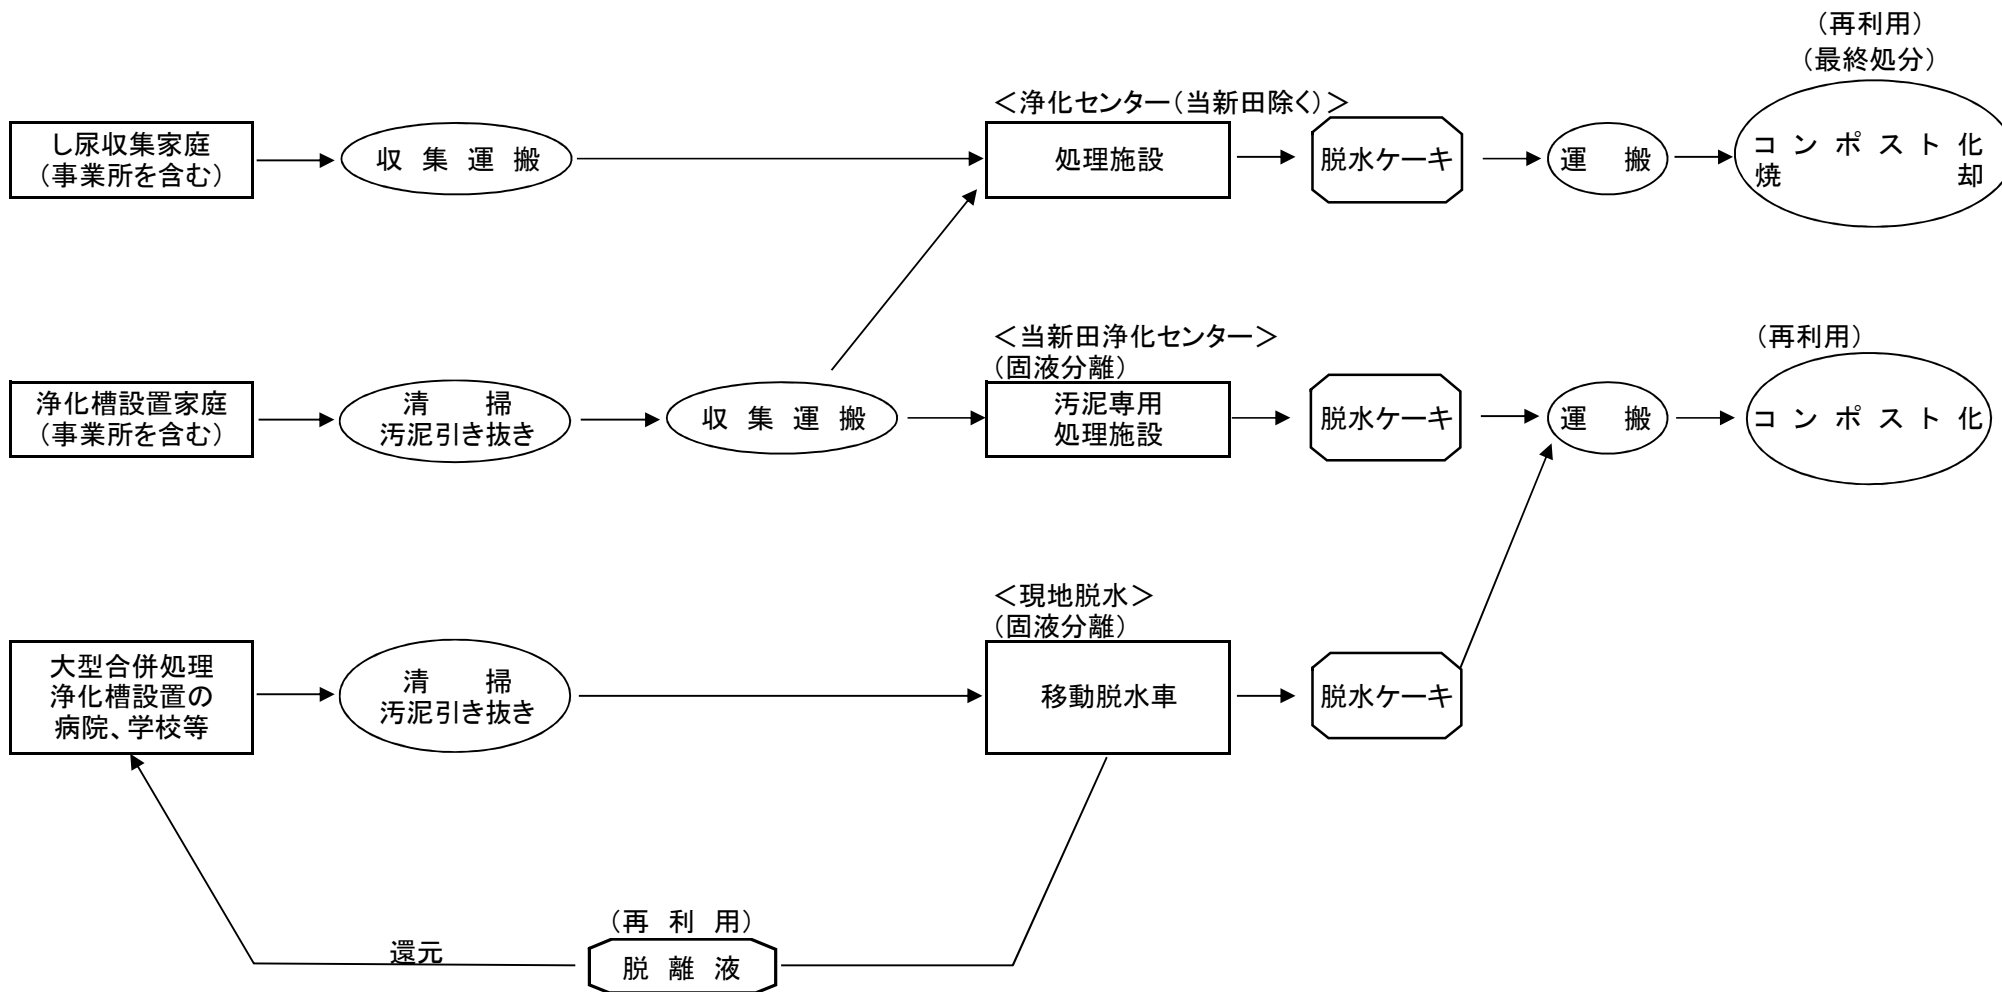 （再利用）
（最終処分）
＜浄化センター（当新田除く）＞
し尿収集家庭
（事業所を含む）
収　集　運　搬
処理施設
脱水ケーキ
運　搬
コ　ン　ポ　ス　ト　化
焼　　　　　　　却
＜当新田浄化センター＞
（固液分離）
（再利用）
浄化槽設置家庭
（事業所を含む）
清　　掃
汚泥引き抜き
収　集　運　搬
汚泥専用
処理施設
脱水ケーキ
運　搬
コ　ン　ポ　ス　ト　化
＜現地脱水＞
（固液分離）
大型合併処理
浄化槽設置の
病院、学校等
清　　掃
汚泥引き抜き
移動脱水車
脱水ケーキ
（再　利　用）
還元
脱　離　液